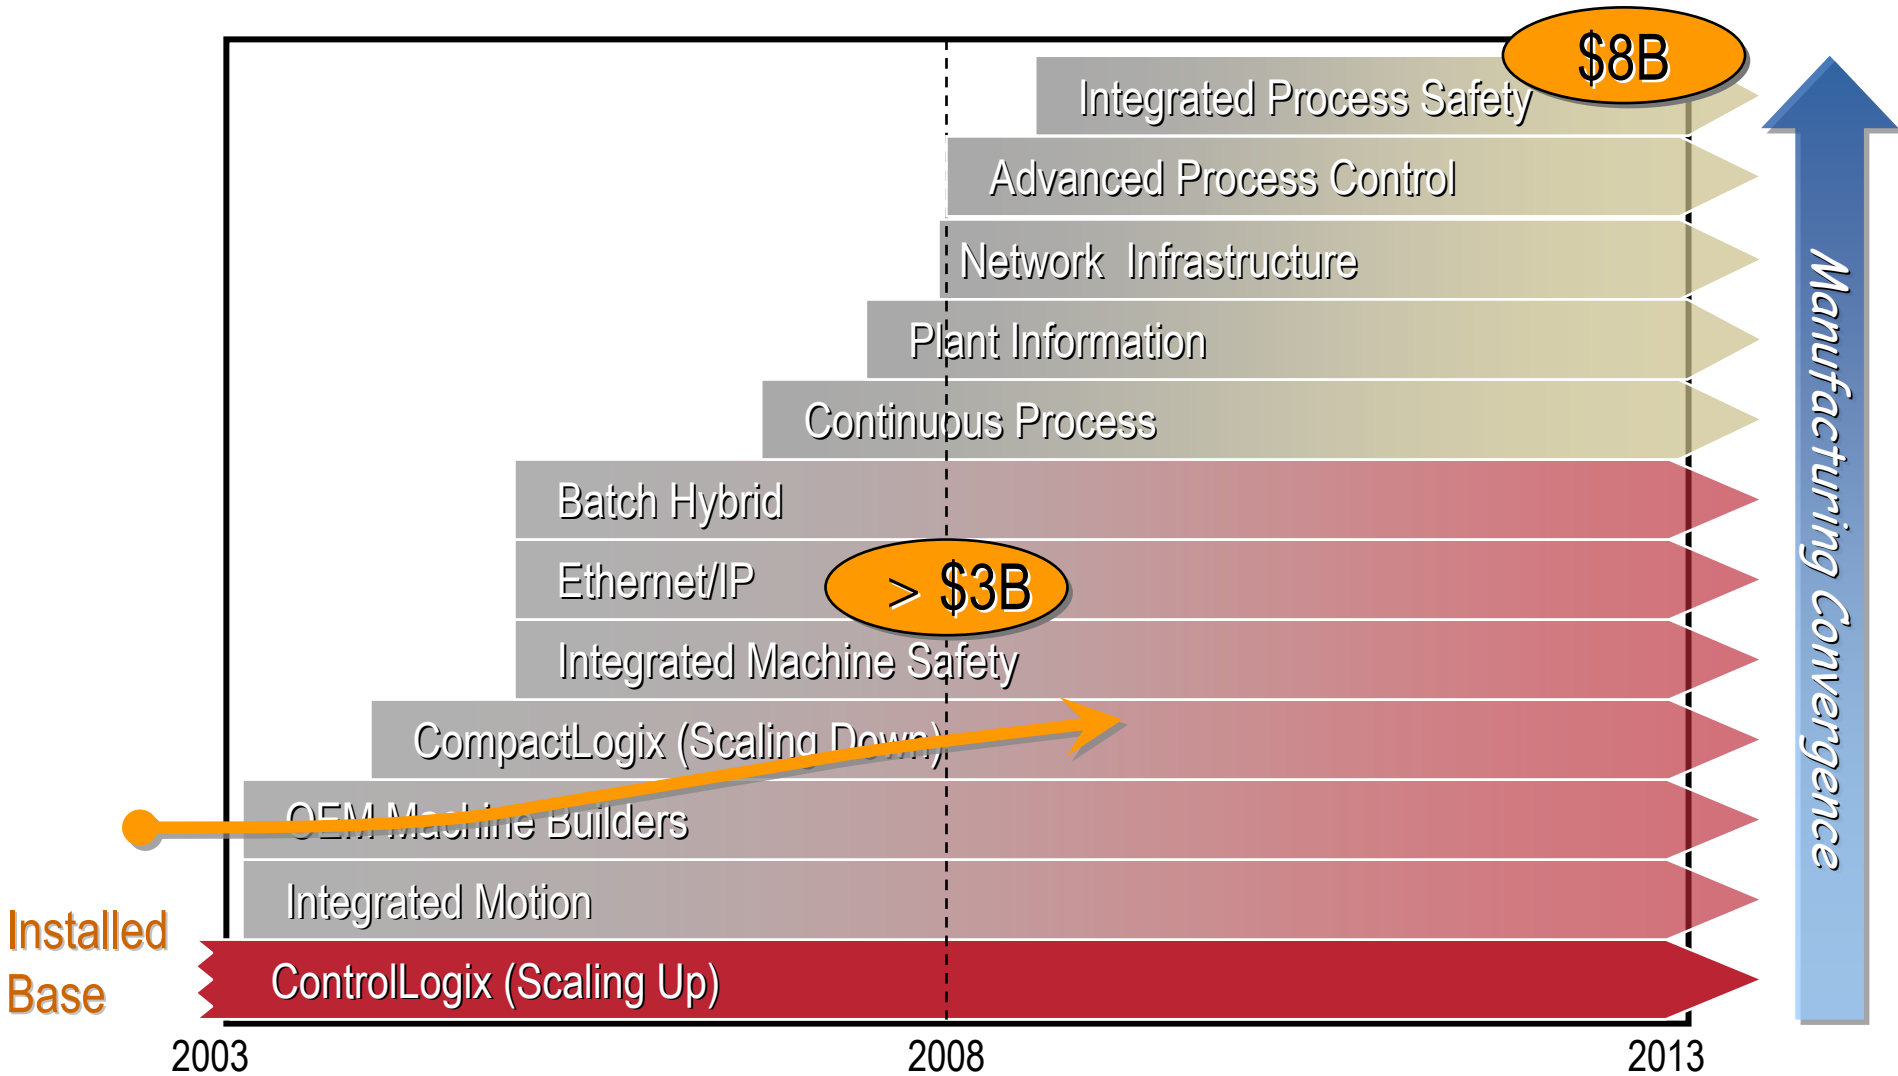 $8B
Integrated Process Safety
Advanced Process Control
Network Infrastructure
Plant Information
Continuous Process
Batch Hybrid
Ethernet/IP
> $3B
Integrated Machine Safety
CompactLogix (Scaling Down)
OEM Machine Builders
Integrated Motion
ControlLogix (Scaling Up)
Installed
Base
2003
2008
2013
Manufacturing Convergence